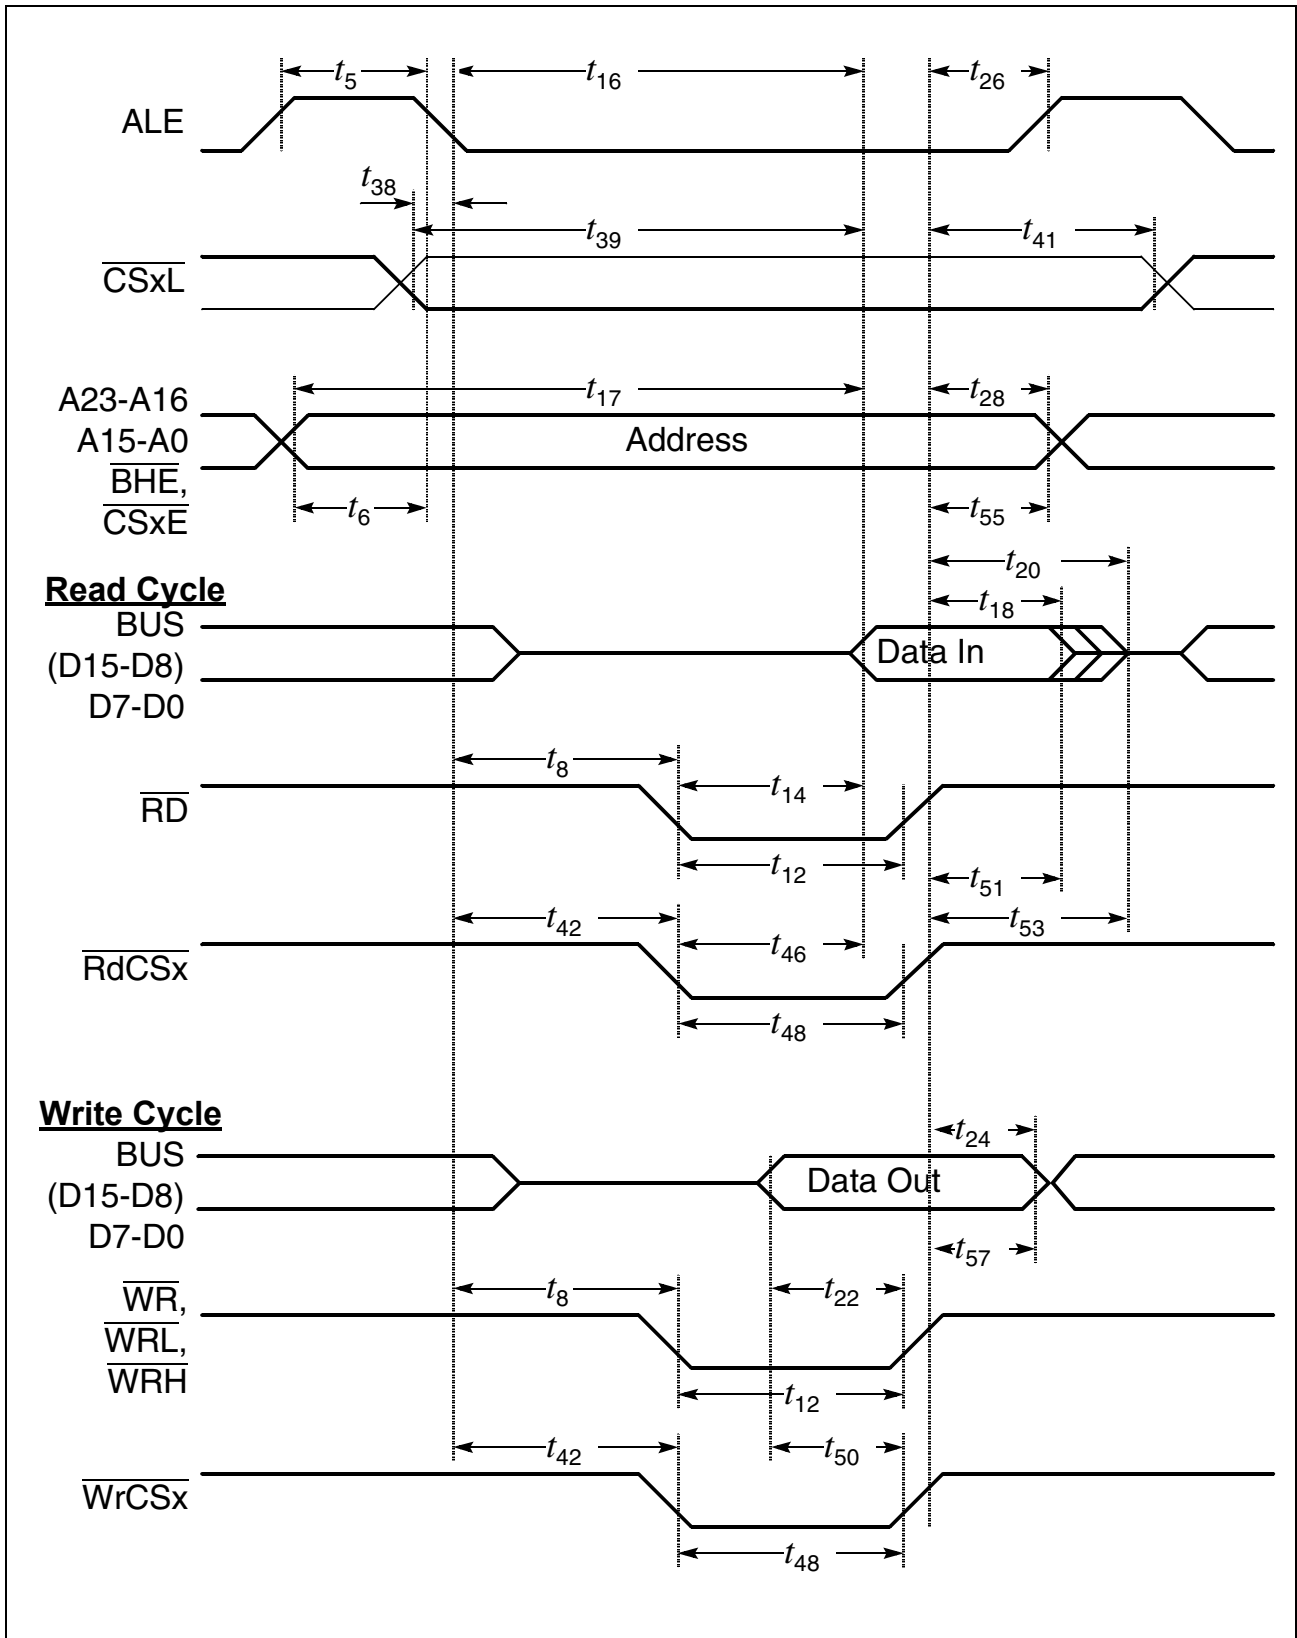 t5 t16 t26
ALE
t38
t39 t41
CSxL
t17 t28
A23-A16
A15-A0 Address
BHE,
CSxE
t6 t55
t20
t18
Read Cycle
BUS
(D15-D8) Data In
D7-D0
t8
t14
RD
t12
t51
t42 t53
t46
RdCSx
t48
Write Cycle
t24
BUS
(D15-D8) Data Out
D7-D0
t57
t8 t22
WR,
WRL,
WRH
t12
t42 t50
WrCSx
t48